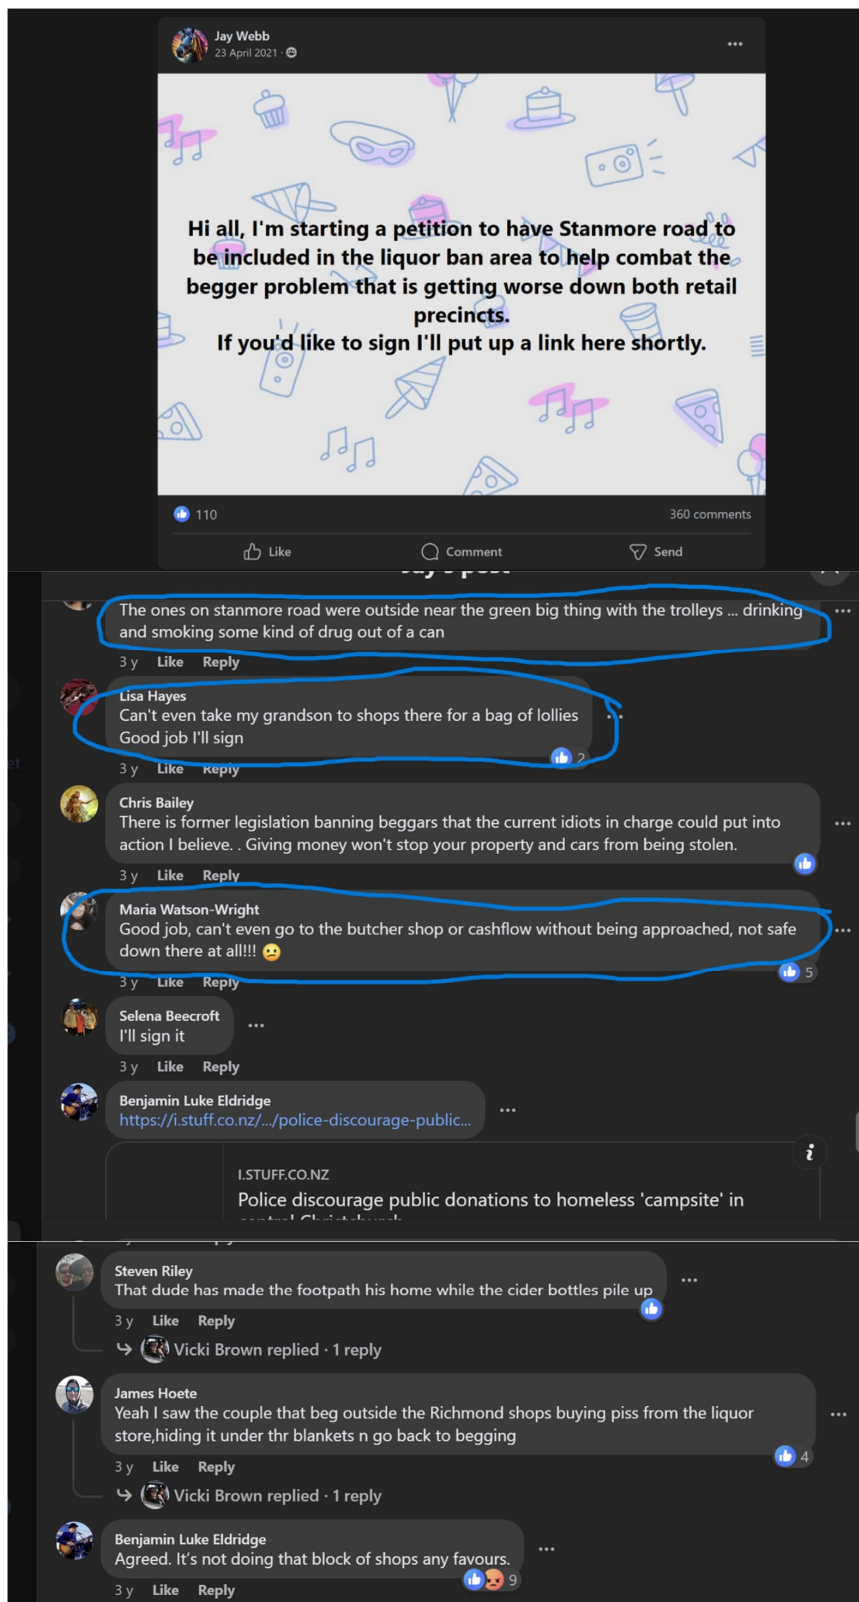 Jay Webb
23 April 2021 ·
Hi all, I'm starting a petition to have Stanmore road to
be included in the liquor ban area to help combat the
begger problem that is getting worse down both retail
precincts.
If you'd like to sign I'll put up a link here shortly.
110
360 comments
Like
Comment
Send
Jay's post
The ones on stanmore road were outside near the green big thing with the trolleys ... drinking
and smoking some kind of drug out of a can
3 y Like Reply
Lisa Hayes
Can't even take my grandson to shops there for a bag of lollies
Good job I'll sign
2
3 y Like Reply
Chris Bailey
There is former legislation banning beggars that the current idiots in charge could put into
action I believe. . Giving money won't stop your property and cars from being stolen.
3 y Like Reply
Maria Watson-Wright
Good job, can't even go to the butcher shop or cashflow without being approached, not safe
down there at all!!! 😕
5
3 y Like Reply
Selena Beecroft
I'll sign it
3 y Like Reply
Benjamin Luke Eldridge
https://i.stuff.co.nz/.../police-discourage-public...
I.STUFF.CO.NZ
Police discourage public donations to homeless 'campsite' in
central Christchurch
Steven Riley
That dude has made the footpath his home while the cider bottles pile up
3 y Like Reply
Vicki Brown replied · 1 reply
James Hoete
Yeah I saw the couple that beg outside the Richmond shops buying piss from the liquor
store,hiding it under thr blankets n go back to begging
4
3 y Like Reply
Vicki Brown replied · 1 reply
Benjamin Luke Eldridge
Agreed. It's not doing that block of shops any favours.
9
3 y Like Reply